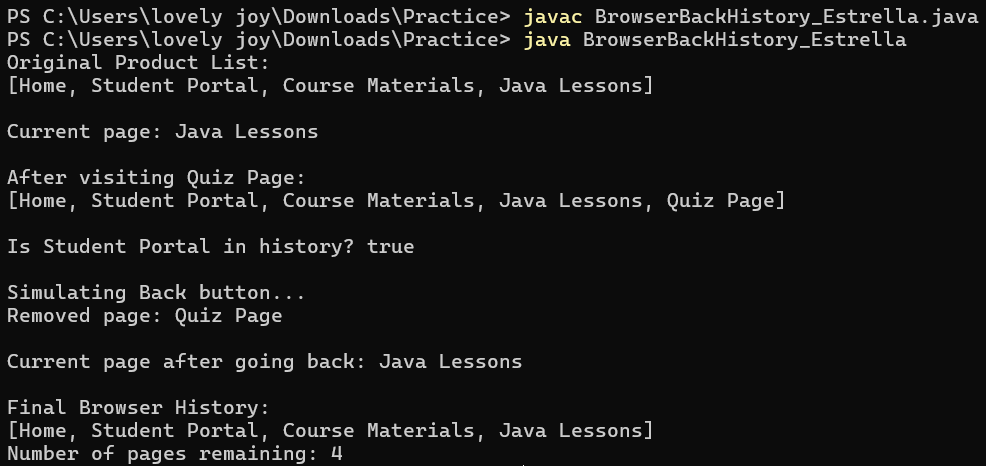 PS C:\Users\lovely joy\Downloads\Practice> javac BrowserBackHistory_Estrella.java
PS C:\Users\lovely joy\Downloads\Practice> java BrowserBackHistory_Estrella
Original Product List:
[Home, Student Portal, Course Materials, Java Lessons]
Current page: Java Lessons
After visiting Quiz Page:
[Home, Student Portal, Course Materials, Java Lessons, Quiz Page]
Is Student Portal in history? true
Simulating Back button...
Removed page: Quiz Page
Current page after going back: Java Lessons
Final Browser History:
[Home, Student Portal, Course Materials, Java Lessons]
Number of pages remaining: 4